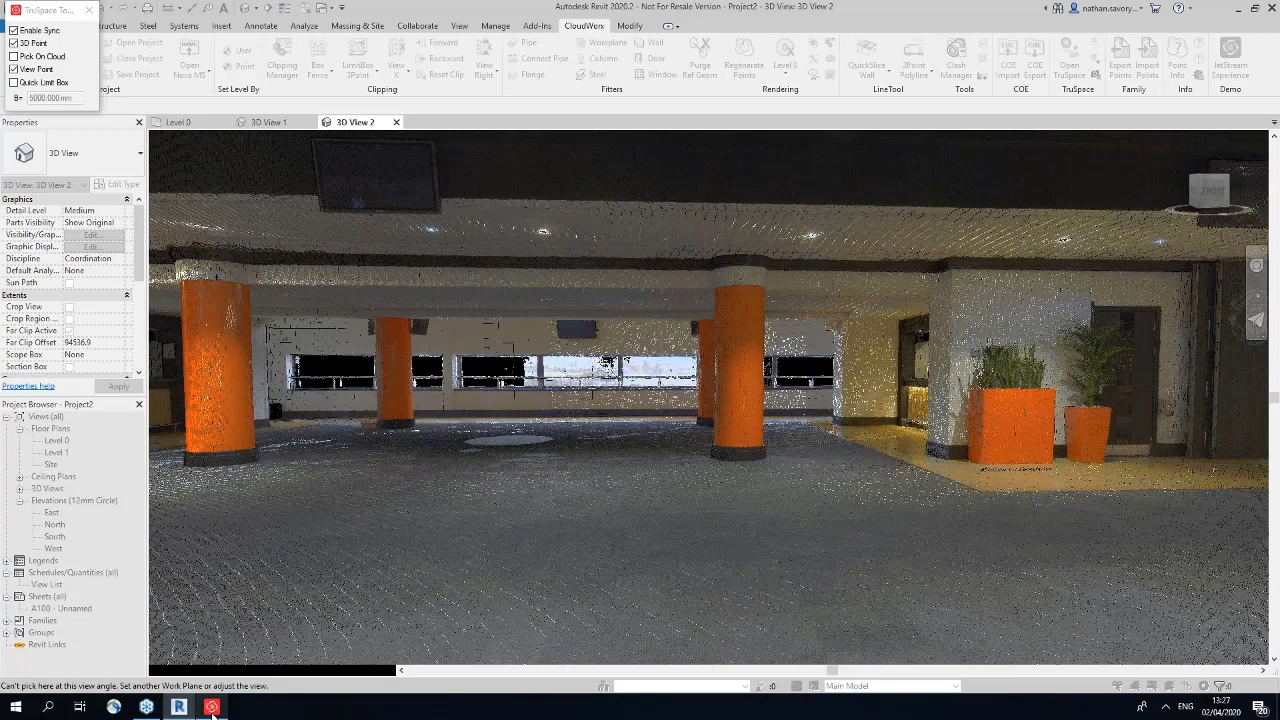 TruSpace To...
Enable Sync
3D Point
Pick On Cloud
View Point
Quick Limit Box
B= 5000.000 mm
Autodesk Revit 2020.2 - Not For Resale Version - Project2 - 3D View: 3D View 2
nathan.savory...
Steel Systems Insert Annotate Analyze Massing & Site Collaborate View Manage Add-Ins CloudWorx Modify
Open Project
Close Project
Save Project
Open Nova MS
User
Point
Set Level By
Clipping Manager
Box Fence
LimitBox 3-Point
View X
Forward
Backward
Reset Clip
View Right
Clipping
Pipe
Connect Pipe
Flange
Workplane
Column
Steel
Wall
Door
Window
Fitters
Purge Ref Geom
Regenerate Points
Level 0
Rendering
QuickSlice Wall
2Point Polyline
LineTool
Clash Manager
Tools
COE Import
COE Export
COE
Open TruSpace
TruSpace
Export Points
Import Points
Family
Point Info
Info
JetStream Experience
Demo
Properties
Level 0
3D View 1
3D View 2
3D View
3D View: 3D View 2
Edit Type
Graphics
Detail Level Medium
Parts Visibility Show Original
Visibility/Grap... Edit...
Graphic Displ... Edit...
Discipline Coordination
Default Analy... None
Sun Path
Extents
Crop View
Crop Region...
Far Clip Active
Far Clip Offset 94536.9
Scope Box None
Section Box
Properties help
Apply
Project Browser - Project2
Views (all)
Floor Plans
Level 0
Level 1
Site
Ceiling Plans
3D Views
Elevations (12mm Circle)
East
North
South
West
Legends
Schedules/Quantities (all)
View List
Sheets (all)
A100 - Unnamed
Families
Groups
Revit Links
FRONT
Can't pick here at this view angle. Set another Work Plane or adjust the view.
:0
Main Model
:0
ENG
13:27
02/04/2020
20